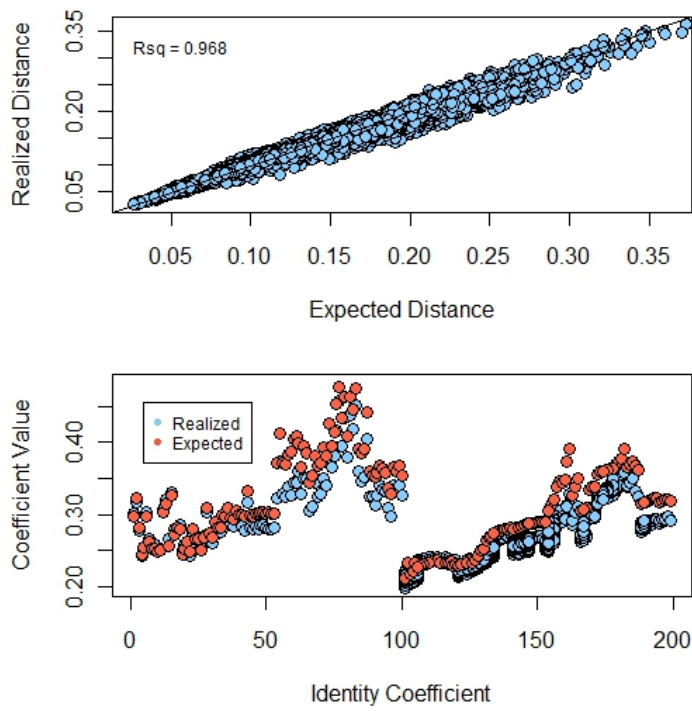 Realized Distance
0.35
0.20
0.05
Rsq = 0.968
0.05 0.10 0.15 0.20 0.25 0.30 0.35
Expected Distance
Coefficient Value
0.40
0.30
0.20
Realized
Expected
0 50 100 150 200
Identity Coefficient